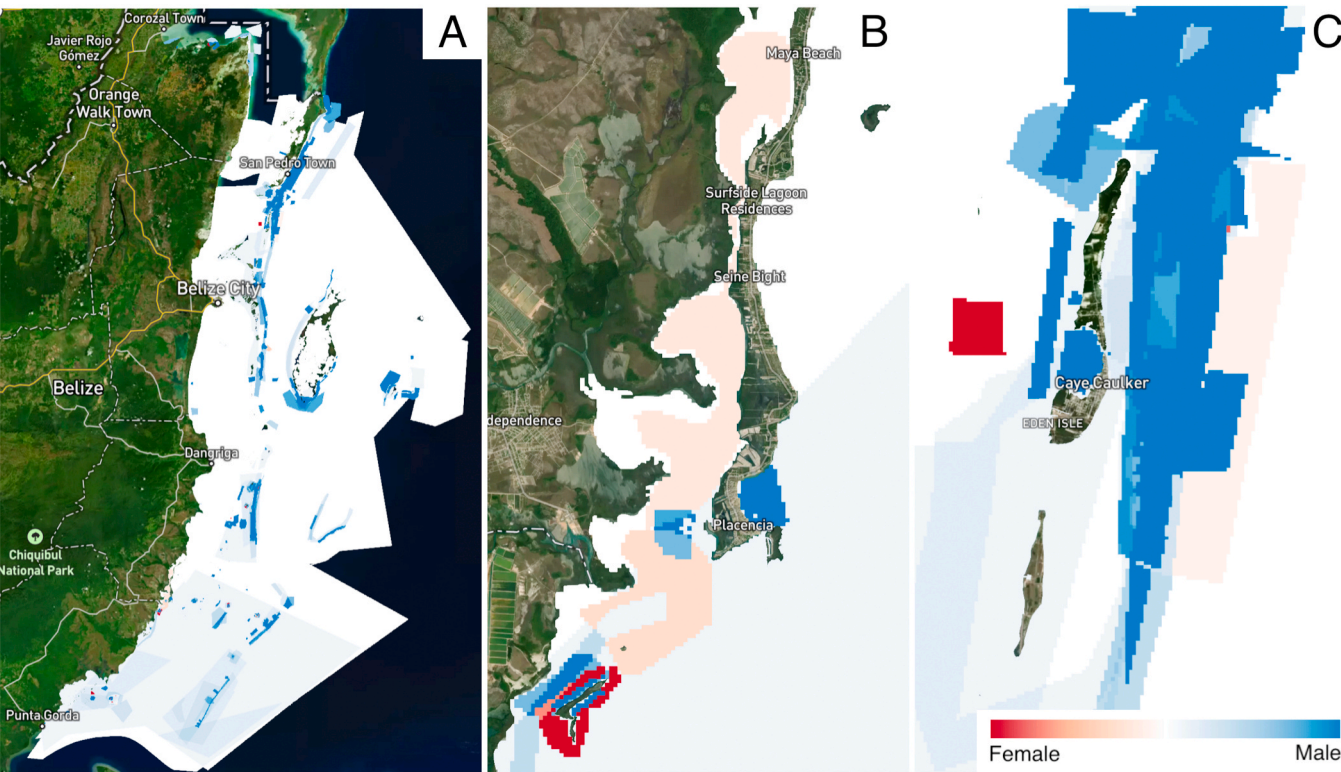 A
Corozal Town
Javier Rojo
Gómez
Orange
Walk Town
San Pedro Town
Belize City
Belize
Dangriga
Chiquibul
National Park
Punta Gorda
B
Maya Beach
Surfside Lagoon
Residences
Seine Bight
dependence
Placencia
C
Caye Caulker
EDEN ISLE
Female
Male